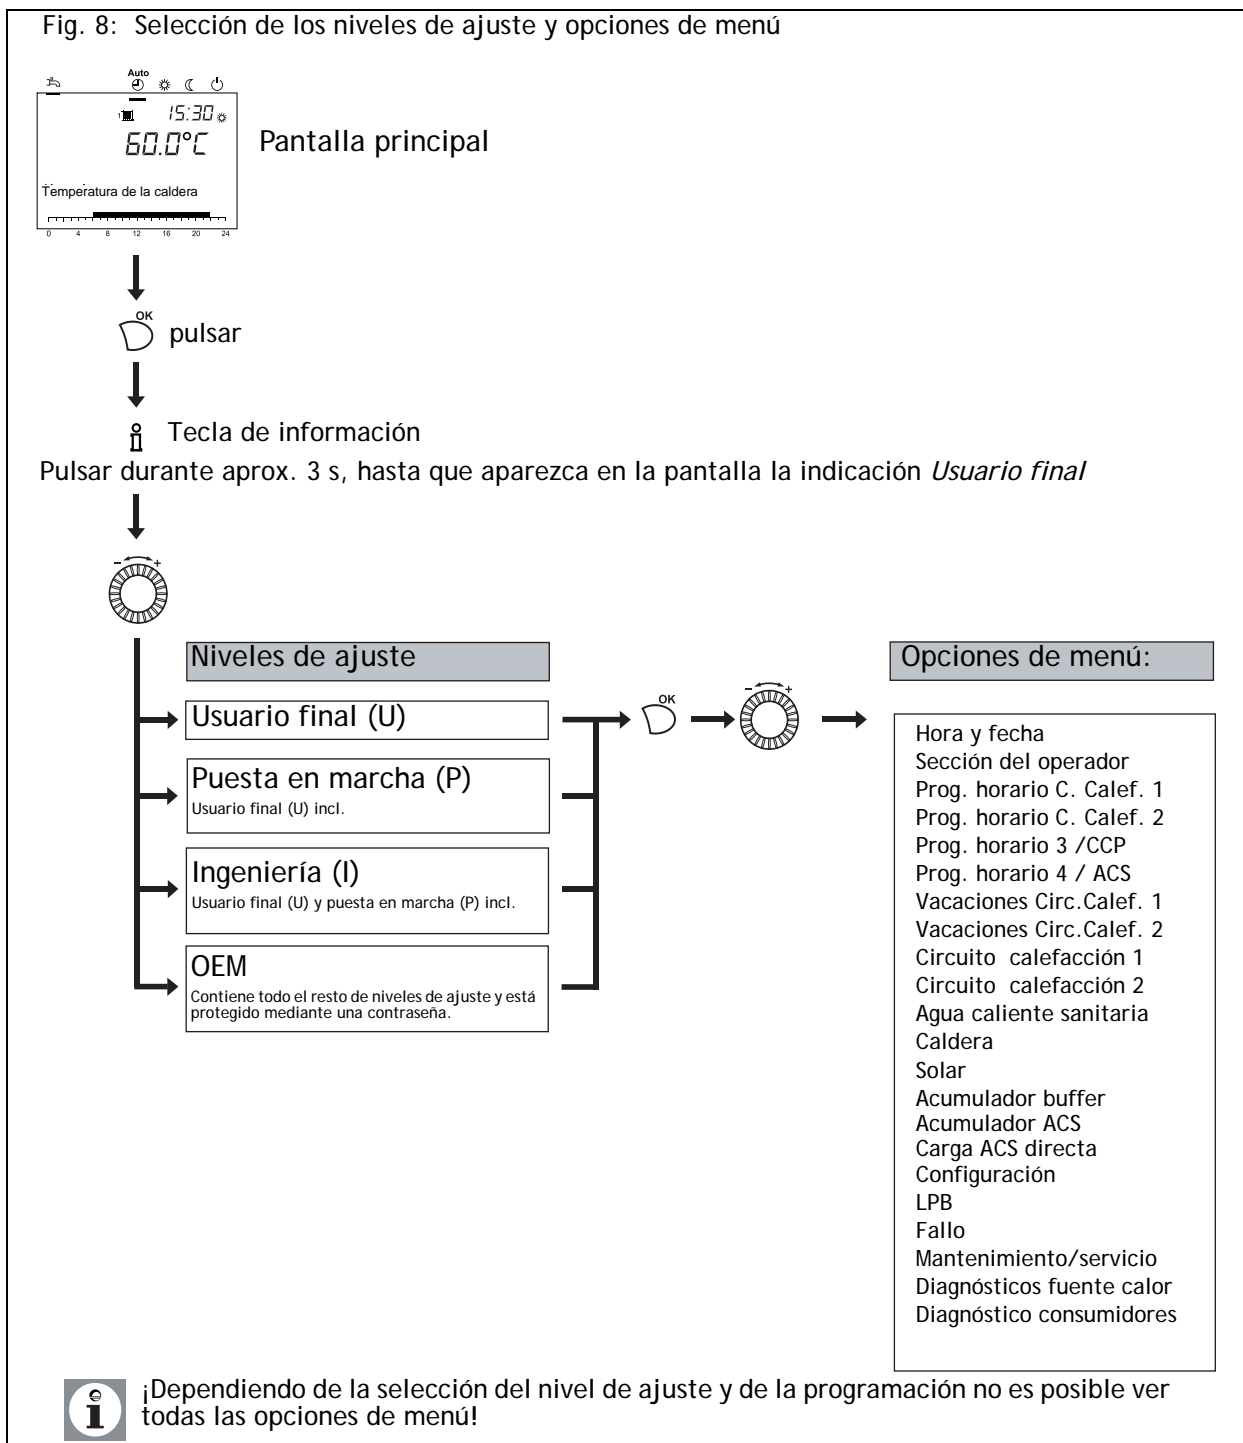 Fig. 8: Selección de los niveles de ajuste y opciones de menú
Auto
15:30
1
60.0°C
Pantalla principal
Temperatura de la caldera
0 4 8 12 16 20 24
OK
pulsar
Tecla de información
Pulsar durante aprox. 3 s, hasta que aparezca en la pantalla la indicación Usuario final
- +
Niveles de ajuste
Opciones de menú:
Usuario final (U)
OK
- +
Puesta en marcha (P)
Usuario final (U) incl.
Ingeniería (I)
Usuario final (U) y puesta en marcha (P) incl.
OEM
Contiene todo el resto de niveles de ajuste y está
protegido mediante una contraseña.
Hora y fecha
Sección del operador
Prog. horario C. Calef. 1
Prog. horario C. Calef. 2
Prog. horario 3 /CCP
Prog. horario 4 / ACS
Vacaciones Circ.Calef. 1
Vacaciones Circ.Calef. 2
Circuito calefacción 1
Circuito calefacción 2
Agua caliente sanitaria
Caldera
Solar
Acumulador buffer
Acumulador ACS
Carga ACS directa
Configuración
LPB
Fallo
Mantenimiento/servicio
Diagnósticos fuente calor
Diagnóstico consumidores
¡Dependiendo de la selección del nivel de ajuste y de la programación no es posible ver
todas las opciones de menú!